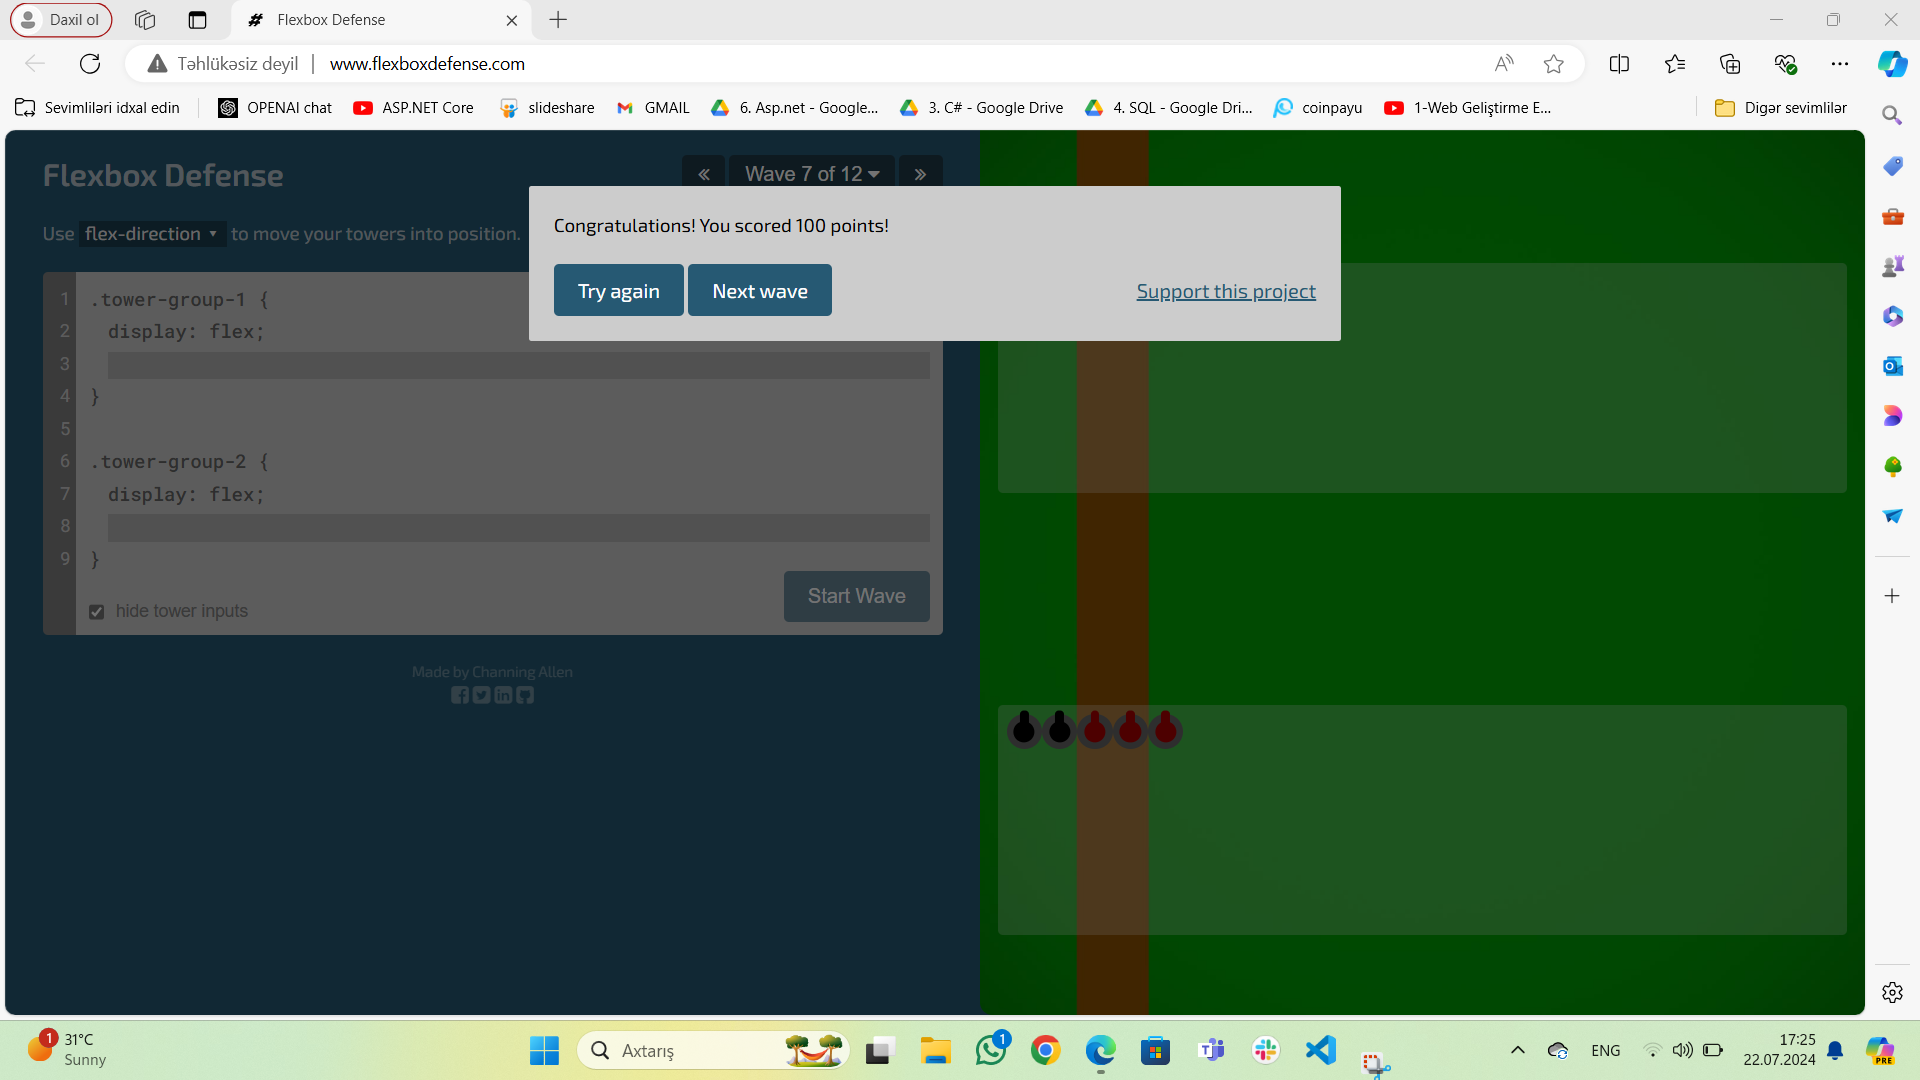 Daxil ol
Flexbox Defense
Təhlükəsiz deyil
www.flexboxdefense.com
Sevimliləri idxal edin
OPENAI chat
ASP.NET Core
slideshare
GMAIL
6. Asp.net - Google...
3. C# - Google Drive
4. SQL - Google Dri...
coinpayu
1-Web Geliştirme E...
Digər sevimlilər
Flexbox Defense
« Wave 7 of 12 »
Use flex-direction to move your towers into position.
Congratulations! You scored 100 points!
Try again
Next wave
Support this project
1 .tower-group-1 {
2 display: flex;
3
4 }
5
6 .tower-group-2 {
7 display: flex;
8
9 }
hide tower inputs
Start Wave
Made by Channing Allen
1
31°C
Sunny
Axtarış
1
ENG
17:25
22.07.2024
PRE